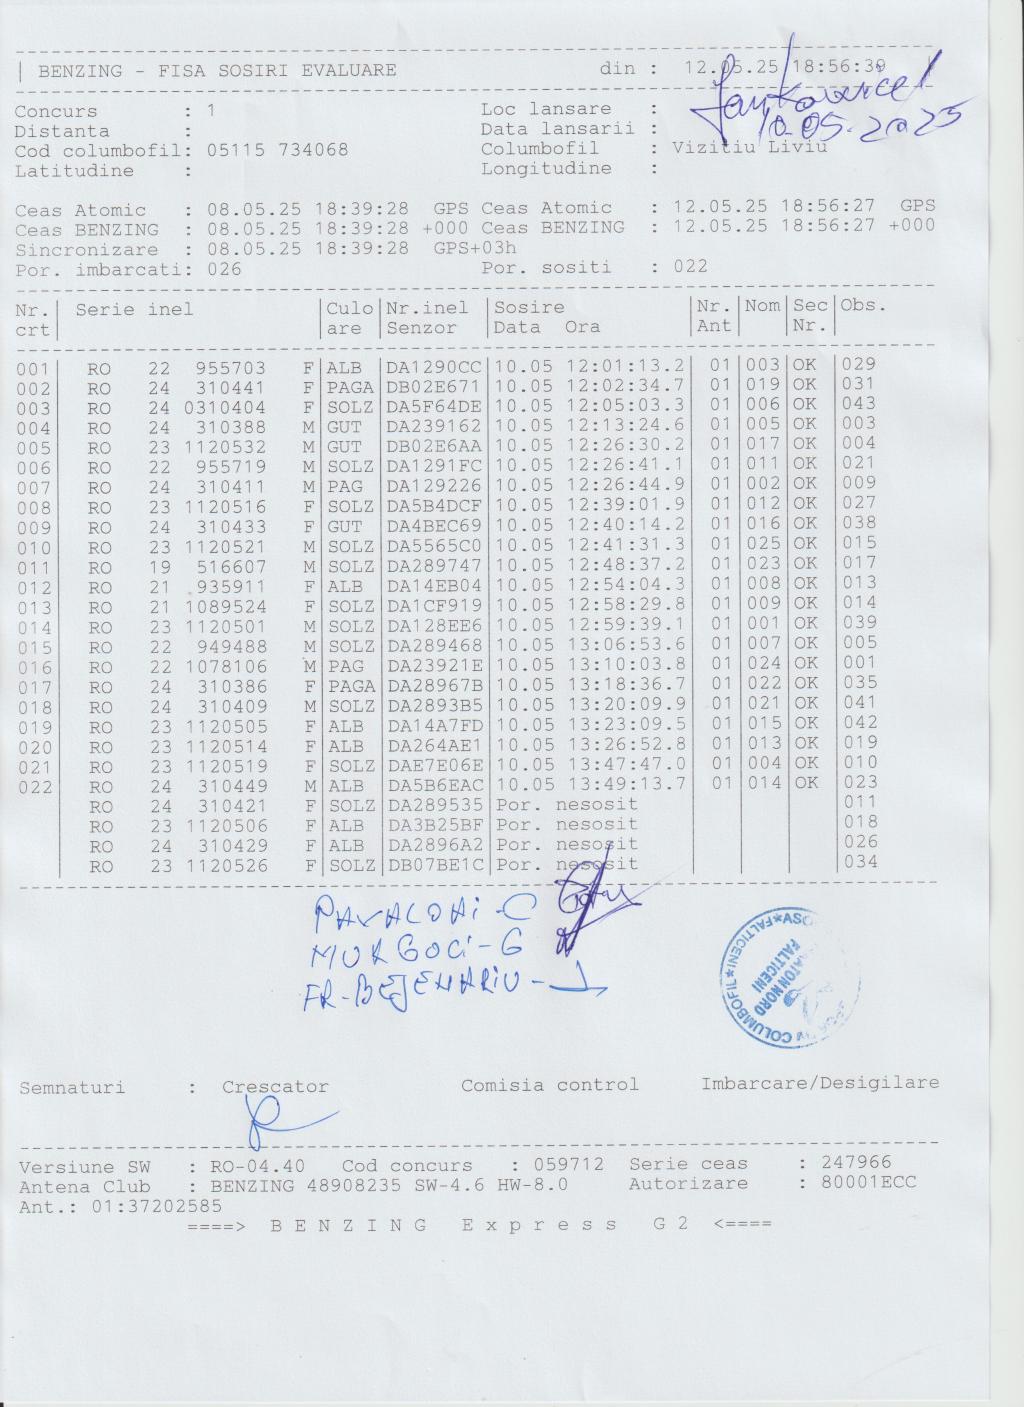 BENZING - FISA SOSIRI EVALUARE din : 12.05.25 18:56:39
Concurs : 1 Loc lansare :
Distanta : Data lansarii : 10.05.2025
Cod columbofil: 05115 734068 Columbofil : Vizitiu Liviu
Latitudine : Longitudine :
Ceas Atomic : 08.05.25 18:39:28 GPS Ceas Atomic : 12.05.25 18:56:27 GPS
Ceas BENZING : 08.05.25 18:39:28 +000 Ceas BENZING : 12.05.25 18:56:27 +000
Sincronizare : 08.05.25 18:39:28 GPS+03h
Por. imbarcati: 026 Por. sositi : 022
Nr. Serie inel Culo Nr.inel Sosire Nr. Nom Sec Obs.
crt are Senzor Data Ora Ant Nr.
001 RO 22 955703 F ALB DA1290CC 10.05 12:01:13.2 01 003 OK 029
002 RO 24 310441 F PAGA DB02E671 10.05 12:02:34.7 01 019 OK 031
003 RO 24 0310404 F SOLZ DA5F64DE 10.05 12:05:03.3 01 006 OK 043
004 RO 24 310388 M GUT DA239162 10.05 12:13:24.6 01 005 OK 003
005 RO 23 1120532 M GUT DB02E6AA 10.05 12:26:30.2 01 017 OK 004
006 RO 22 955719 M SOLZ DA1291FC 10.05 12:26:41.1 01 011 OK 021
007 RO 24 310411 M PAG DA129226 10.05 12:26:44.9 01 002 OK 009
008 RO 23 1120516 F SOLZ DA5B4DCF 10.05 12:39:01.9 01 012 OK 027
009 RO 24 310433 F GUT DA4BEC69 10.05 12:40:14.2 01 016 OK 038
010 RO 23 1120521 M SOLZ DA5565C0 10.05 12:41:31.3 01 025 OK 015
011 RO 19 516607 M SOLZ DA289747 10.05 12:48:37.2 01 023 OK 017
012 RO 21 935911 F ALB DA14EB04 10.05 12:54:04.3 01 008 OK 013
013 RO 21 1089524 F SOLZ DA1CF919 10.05 12:58:29.8 01 009 OK 014
014 RO 23 1120501 M SOLZ DA128EE6 10.05 12:59:39.1 01 001 OK 039
015 RO 22 949488 M SOLZ DA289468 10.05 13:06:53.6 01 007 OK 005
016 RO 22 1078106 M PAG DA23921E 10.05 13:10:03.8 01 024 OK 001
017 RO 24 310386 F PAGA DA28967B 10.05 13:18:36.7 01 022 OK 035
018 RO 24 310409 M SOLZ DA2893B5 10.05 13:20:09.9 01 021 OK 041
019 RO 23 1120505 F ALB DA14A7FD 10.05 13:23:09.5 01 015 OK 042
020 RO 23 1120514 F ALB DA264AE1 10.05 13:26:52.8 01 013 OK 019
021 RO 23 1120519 F SOLZ DAE7E06E 10.05 13:47:47.0 01 004 OK 010
022 RO 24 310449 M ALB DA5B6EAC 10.05 13:49:13.7 01 014 OK 023
RO 24 310421 F SOLZ DA289535 Por. nesosit 011
RO 23 1120506 F ALB DA3B25BF Por. nesosit 018
RO 24 310429 F ALB DA2896A2 Por. nesosit 026
RO 23 1120526 F SOLZ DB07BE1C Por. nesosit 034
PAVALOAI-C
MURGOCI-G
FR-BEJENARIU-I
COLUMBOFIL*FALTICENI*ASO
NORD
FALTICENI
Semnaturi : Crescator Comisia control Imbarcare/Desigilare
Versiune SW : RO-04.40 Cod concurs : 059712 Serie ceas : 247966
Antena Club : BENZING 48908235 SW-4.6 HW-8.0 Autorizare : 80001ECC
Ant.: 01:37202585
====> B E N Z I N G E x p r e s s G 2 <====